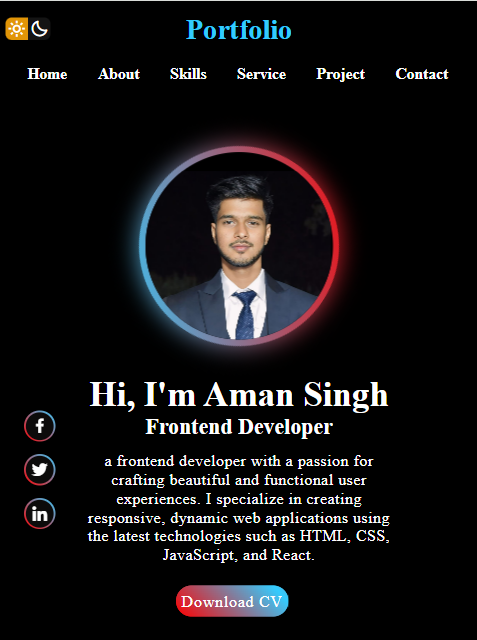 Portfolio
Home About Skills Service Project Contact
Hi, I'm Aman Singh
Frontend Developer
a frontend developer with a passion for
crafting beautiful and functional user
experiences. I specialize in creating
responsive, dynamic web applications using
the latest technologies such as HTML, CSS,
JavaScript, and React.
Download CV